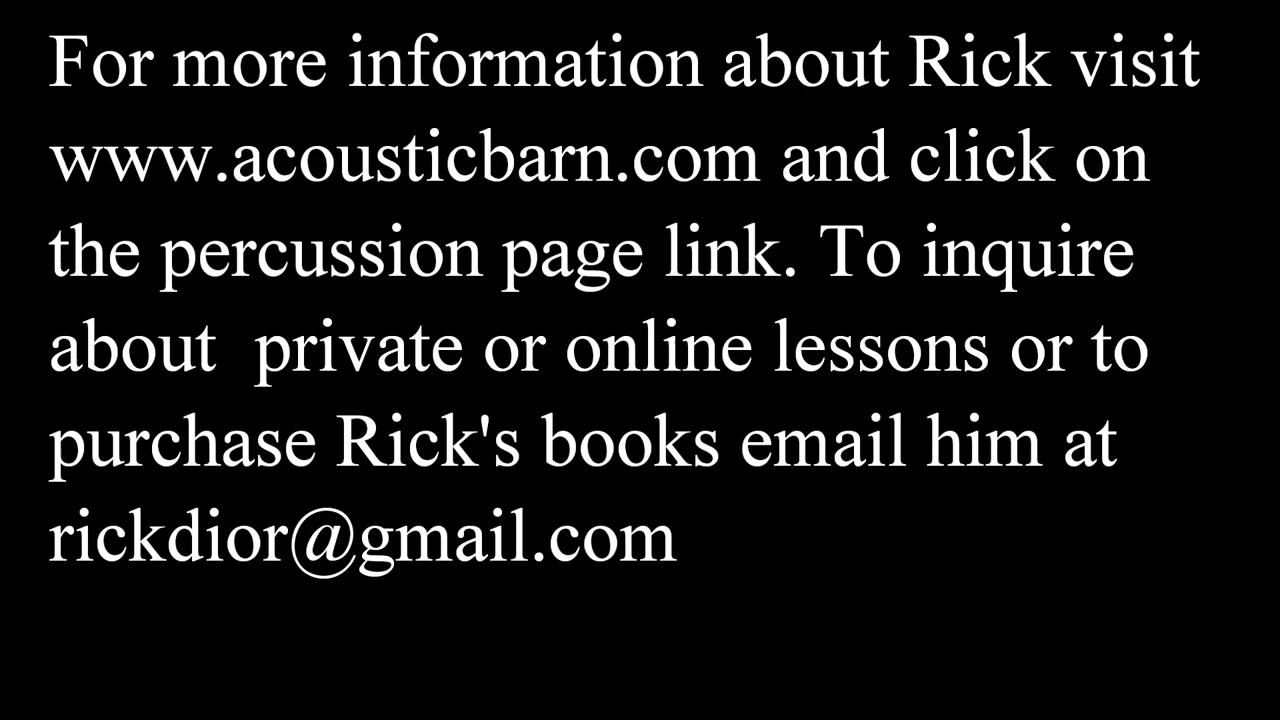 For more information about Rick visit
www.acousticbarn.com and click on
the percussion page link. To inquire
about  private or online lessons or to
purchase Rick's books email him at
rickdior@gmail.com